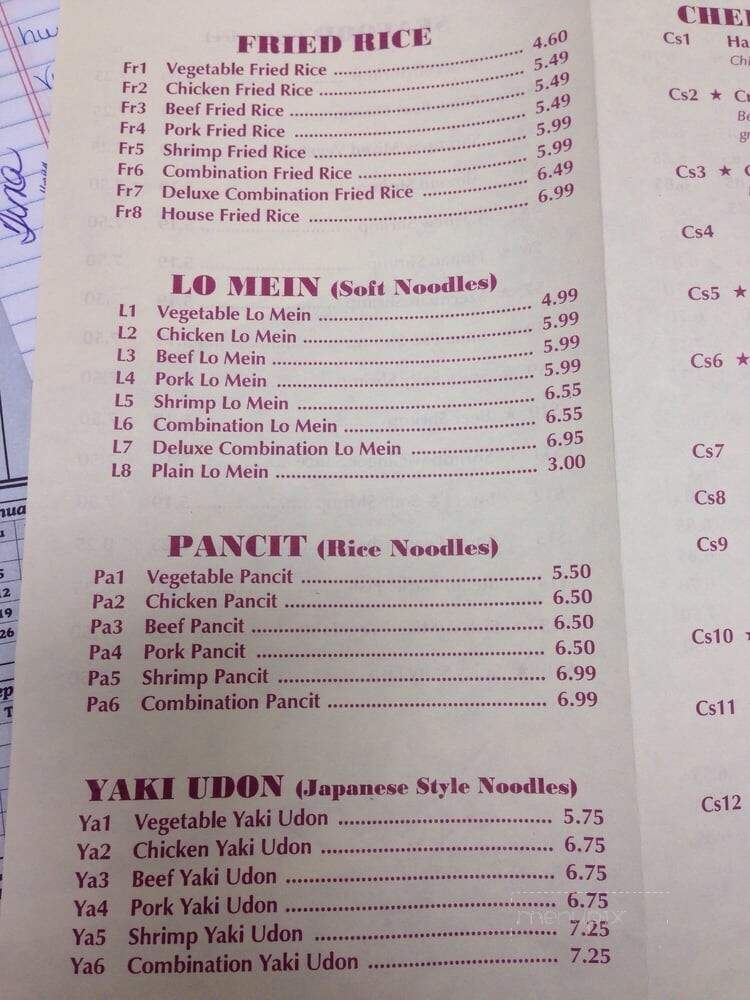 FRIED RICE
Fr1 Vegetable Fried Rice 4.60
Fr2 Chicken Fried Rice 5.49
Fr3 Beef Fried Rice 5.49
Fr4 Pork Fried Rice 5.49
Fr5 Shrimp Fried Rice 5.99
Fr6 Combination Fried Rice 5.99
Fr7 Deluxe Combination Fried Rice 6.49
Fr8 House Fried Rice 6.99
LO MEIN (Soft Noodles)
L1 Vegetable Lo Mein 4.99
L2 Chicken Lo Mein 5.99
L3 Beef Lo Mein 5.99
L4 Pork Lo Mein 5.99
L5 Shrimp Lo Mein 6.55
L6 Combination Lo Mein 6.55
L7 Deluxe Combination Lo Mein 6.95
L8 Plain Lo Mein 3.00
PANCIT (Rice Noodles)
Pa1 Vegetable Pancit 5.50
Pa2 Chicken Pancit 6.50
Pa3 Beef Pancit 6.50
Pa4 Pork Pancit 6.50
Pa5 Shrimp Pancit 6.99
Pa6 Combination Pancit 6.99
YAKI UDON (Japanese Style Noodles)
Ya1 Vegetable Yaki Udon 5.75
Ya2 Chicken Yaki Udon 6.75
Ya3 Beef Yaki Udon 6.75
Ya4 Pork Yaki Udon 6.75
Ya5 Shrimp Yaki Udon 7.25
Ya6 Combination Yaki Udon 7.25
Cs1
Cs2 ★
Cs3 ★
Cs4
Cs5 ★
Cs6 ★
Cs7
Cs8
Cs9
Cs10 ★
Cs11
Cs12
12
19
26
menupix